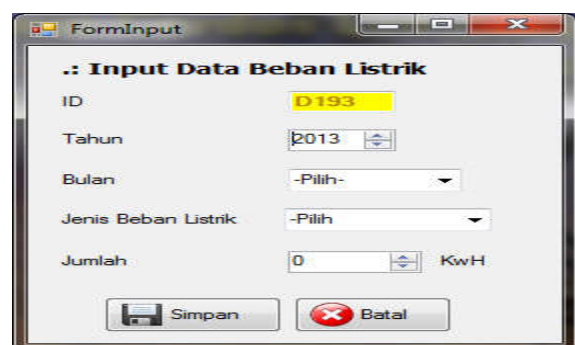 FormInput
.: Input Data Beban Listrik
ID D193
Tahun 2013
Bulan -Pilih-
Jenis Beban Listrik -Pilih
Jumlah 0 KwH
Simpan Batal